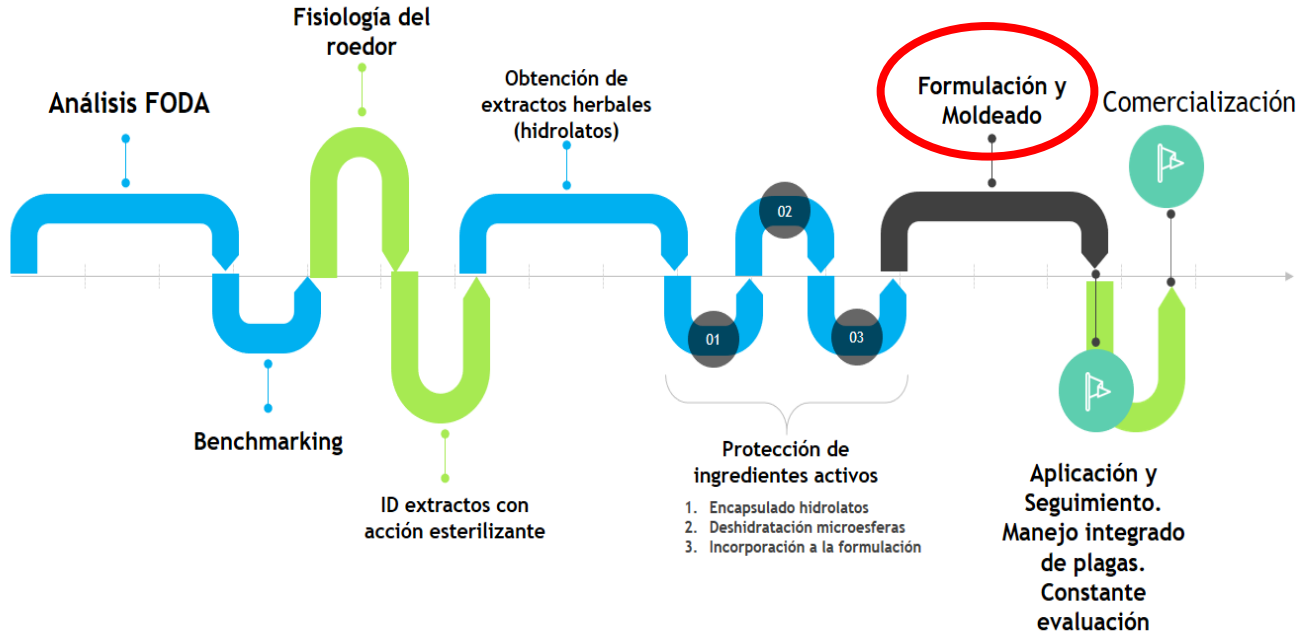 Análisis FODA
Benchmarking
Fisiología del
roedor
ID extractos con
acción esterilizante
Obtención de
extractos herbales
(hidrolatos)
01
02
03
Protección de
ingredientes activos
1. Encapsulado hidrolatos
2. Deshidratación microesferas
3. Incorporación a la formulación
Formulación y
Moldeado
Aplicación y
Seguimiento.
Manejo integrado
de plagas.
Constante
evaluación
Comercialización